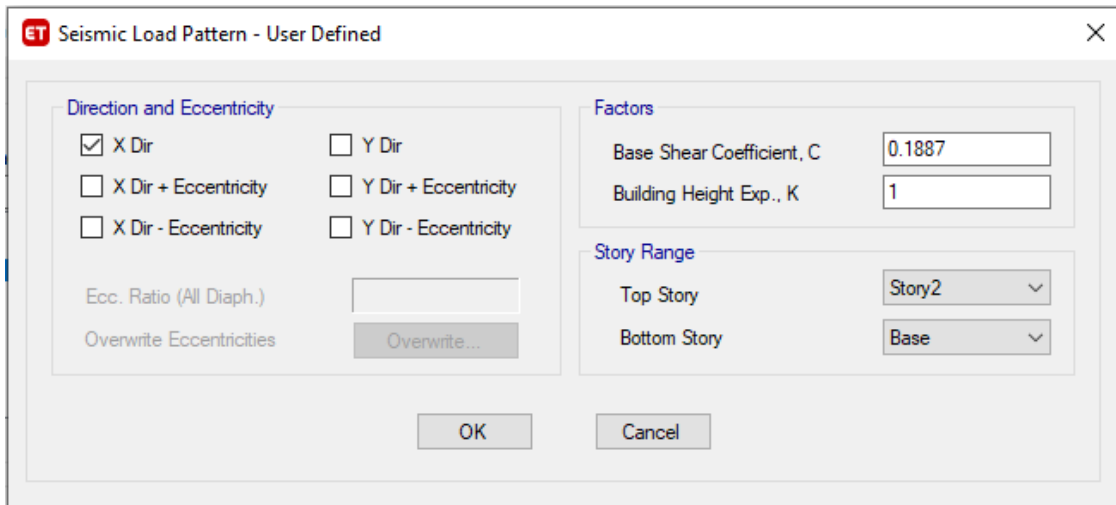 ET Seismic Load Pattern - User Defined
Direction and Eccentricity
X Dir
Y Dir
X Dir + Eccentricity
Y Dir + Eccentricity
X Dir - Eccentricity
Y Dir - Eccentricity
Ecc. Ratio (All Diaph.)
Overwrite Eccentricities
Overwrite...
Factors
Base Shear Coefficient, C
0.1887
Building Height Exp., K
1
Story Range
Top Story
Story2
Bottom Story
Base
OK
Cancel